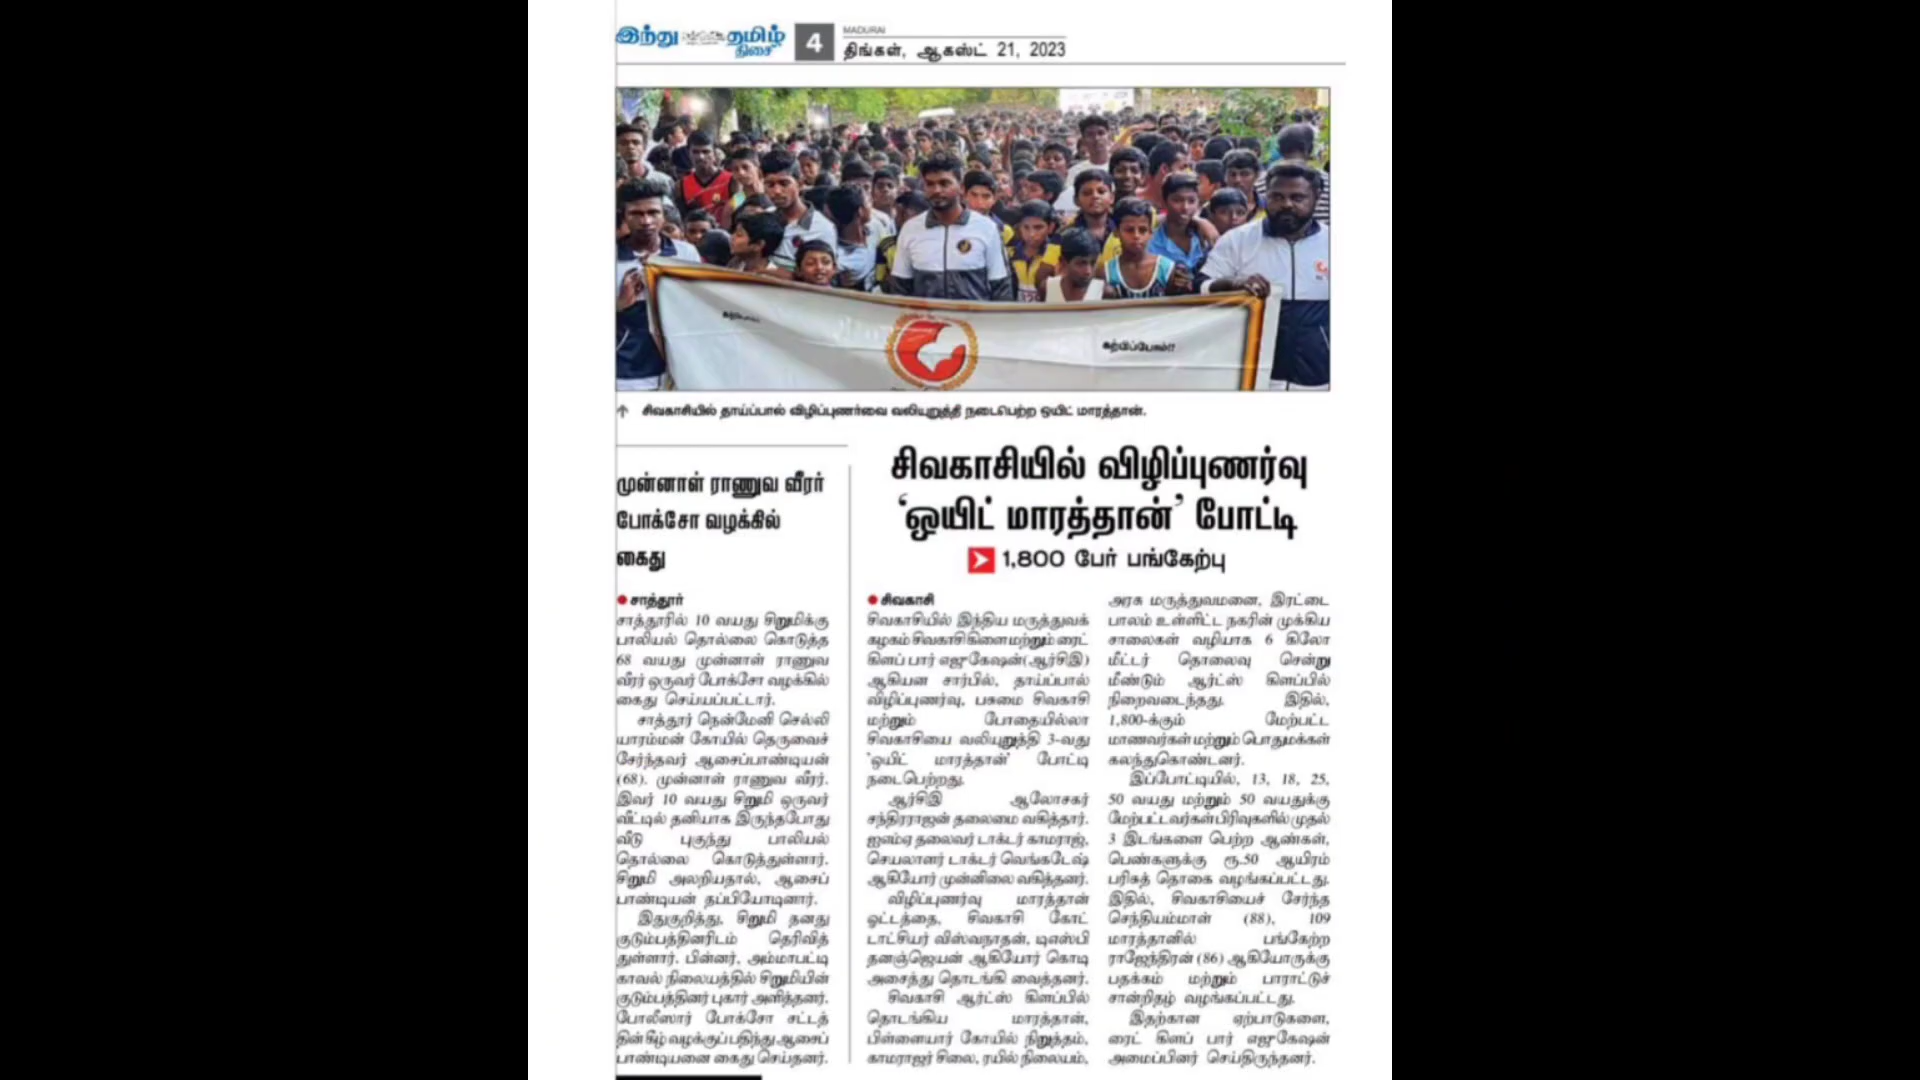 இந்து தமிழ்
திசை
4
MADURAI
திங்கள், ஆகஸ்ட் 21, 2023
கற்பிப்போம்!!
சிவகாசியில் தாய்ப்பால் விழிப்புணர்வை வலியுறுத்தி நடைபெற்ற ஒயிட் மாரத்தான்.
முன்னாள் ராணுவ வீரர்
போக்சோ வழக்கில்
கைது
சாத்தூர்
சாத்தூரில் 10 வயது சிறுமிக்கு
பாலியல் தொல்லை கொடுத்த
68 வயது முன்னாள் ராணுவ
வீரர் ஒருவர் போக்சோ வழக்கில்
கைது செய்யப்பட்டார்.
சாத்தூர் நென்மேனி செல்லி
யாரம்மன் கோயில் தெருவைச்
சேர்ந்தவர் ஆசைப்பாண்டியன்
(68). முன்னாள் ராணுவ வீரர்.
இவர் 10 வயது சிறுமி ஒருவர்
வீட்டில் தனியாக இருந்தபோது
வீடு புகுந்து பாலியல்
தொல்லை கொடுத்துள்ளார்.
சிறுமி அலறியதால், ஆசைப்
பாண்டியன் தப்பியோடினார்.
இதுகுறித்து, சிறுமி தனது
குடும்பத்தினரிடம் தெரிவித்
துள்ளார். பின்னர், அம்மாபட்டி
காவல் நிலையத்தில் சிறுமியின்
குடும்பத்தினர் புகார் அளித்தனர்.
போலீஸார் போக்சோ சட்டத்
தின் கீழ் வழக்குப் பதிந்து ஆசைப்
பாண்டியனை கைது செய்தனர்.
சிவகாசியில் விழிப்புணர்வு
‘ஒயிட் மாரத்தான்’ போட்டி
1,800 பேர் பங்கேற்பு
சிவகாசி
சிவகாசியில் இந்திய மருத்துவக்
கழகம் சிவகாசி கிளை மற்றும் ரைட்
கிளப் பார் எஜுகேஷன்(ஆர்சிஇ)
ஆகியன சார்பில், தாய்ப்பால்
விழிப்புணர்வு, பசுமை சிவகாசி
மற்றும் போதையில்லா
சிவகாசியை வலியுறுத்தி 3-வது
'ஒயிட் மாரத்தான்' போட்டி
நடைபெற்றது.
ஆர்சிஇ ஆலோசகர்
சந்திரராஜன் தலைமை வகித்தார்.
ஐஎம்ஏ தலைவர் டாக்டர் காமராஜ்,
செயலாளர் டாக்டர் வெங்கடேஷ்
ஆகியோர் முன்னிலை வகித்தனர்.
விழிப்புணர்வு மாரத்தான்
ஓட்டத்தை, சிவகாசி கோட்
டாட்சியர் விஸ்வநாதன், டிஎஸ்பி
தனஞ்ஜெயன் ஆகியோர் கொடி
அசைத்து தொடங்கி வைத்தனர்.
சிவகாசி ஆர்ட்ஸ் கிளப்பில்
தொடங்கிய மாரத்தான்,
பிள்ளையார் கோயில் நிறுத்தம்,
காமராஜர் சிலை, ரயில் நிலையம்,
அரசு மருத்துவமனை, இரட்டை
பாலம் உள்ளிட்ட நகரின் முக்கிய
சாலைகள் வழியாக 6 கிலோ
மீட்டர் தொலைவு சென்று
மீண்டும் ஆர்ட்ஸ் கிளப்பில்
நிறைவடைந்தது. இதில்,
1,800-க்கும் மேற்பட்ட
மாணவர்கள் மற்றும் பொதுமக்கள்
கலந்துகொண்டனர்.
இப்போட்டியில், 13, 18, 25,
50 வயது மற்றும் 50 வயதுக்கு
மேற்பட்டவர்கள் பிரிவுகளில் முதல்
3 இடங்களை பெற்ற ஆண்கள்,
பெண்களுக்கு ரூ.50 ஆயிரம்
பரிசுத் தொகை வழங்கப்பட்டது.
இதில், சிவகாசியைச் சேர்ந்த
செந்தியம்மாள் (88), 109
மாரத்தானில் பங்கேற்ற
ராஜேந்திரன் (86) ஆகியோருக்கு
பதக்கம் மற்றும் பாராட்டுச்
சான்றிதழ் வழங்கப்பட்டது.
இதற்கான ஏற்பாடுகளை,
ரைட் கிளப் பார் எஜுகேஷன்
அமைப்பினர் செய்திருந்தனர்.